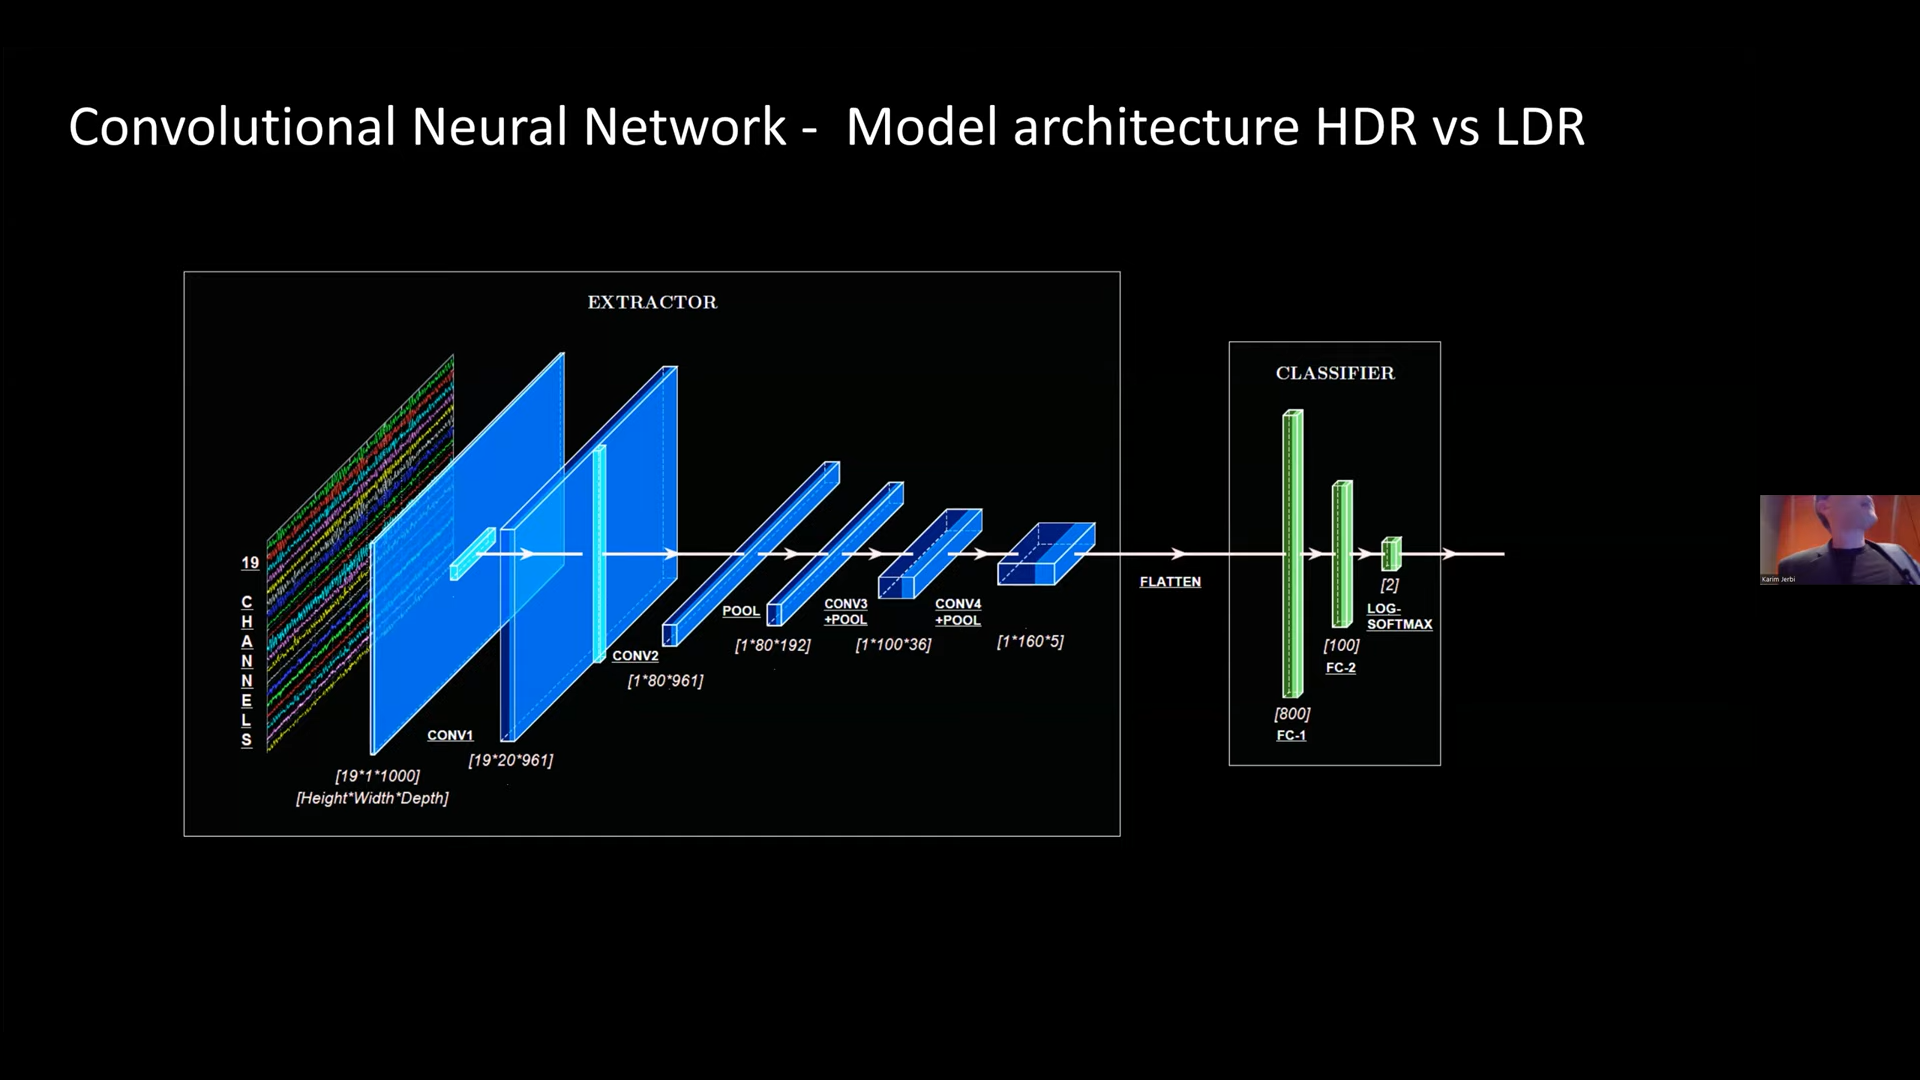 Convolutional Neural Network -  Model architecture HDR vs LDR
EXTRACTOR
19
CHANNELS
[19*1*1000]
[Height*Width*Depth]
CONV1
[19*20*961]
CONV2
[1*80*961]
POOL
[1*80*192]
CONV3
+POOL
[1*100*36]
CONV4
+POOL
[1*160*5]
FLATTEN
CLASSIFIER
[800]
FC-1
[100]
FC-2
[2]
LOG-
SOFTMAX
Karim Jerbi